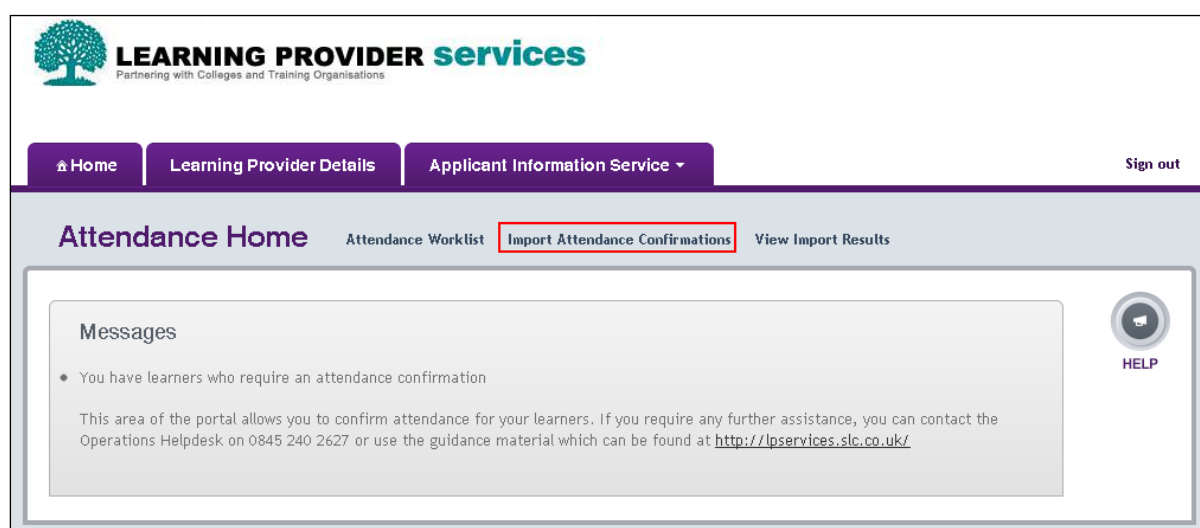 LEARNING PROVIDER services
Partnering with Colleges and Training Organisations
Home Learning Provider Details Applicant Information Service Sign out
Attendance Home Attendance Worklist Import Attendance Confirmations View Import Results
Messages
HELP
• You have learners who require an attendance confirmation
This area of the portal allows you to confirm attendance for your learners. If you require any further assistance, you can contact the
Operations Helpdesk on 0845 240 2627 or use the guidance material which can be found at http://lpservices.slc.co.uk/